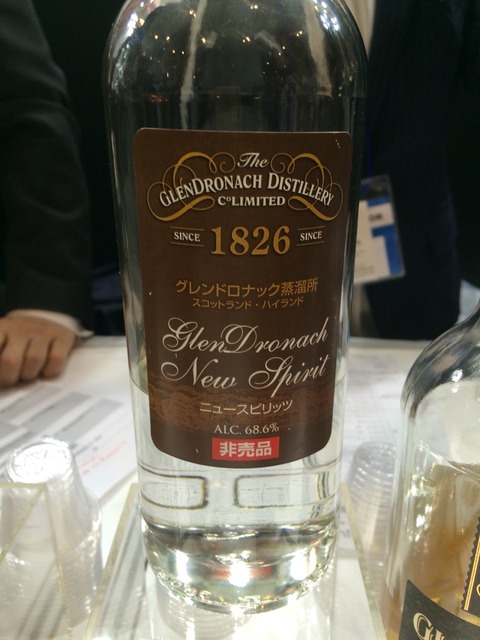 The
GLENDRONACH DISTILLERY
Cº LIMITED
SINCE 1826 SINCE
グレンドロナック蒸溜所
スコットランド・ハイランド
GlenDronach
New Spirit
ニュースピリッツ
ALC. 68.6%
非売品